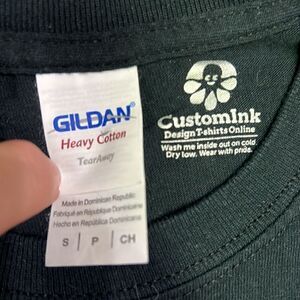 GILDAN®
Heavy Cotton
TearAway
Made in Dominican Republic
Fabriqué en République Dominicaine
Hecho en República Dominicana
S | P | CH
CustomInk
Design T-shirts Online
Wash me inside out on cold
Dry low. Wear with pride.